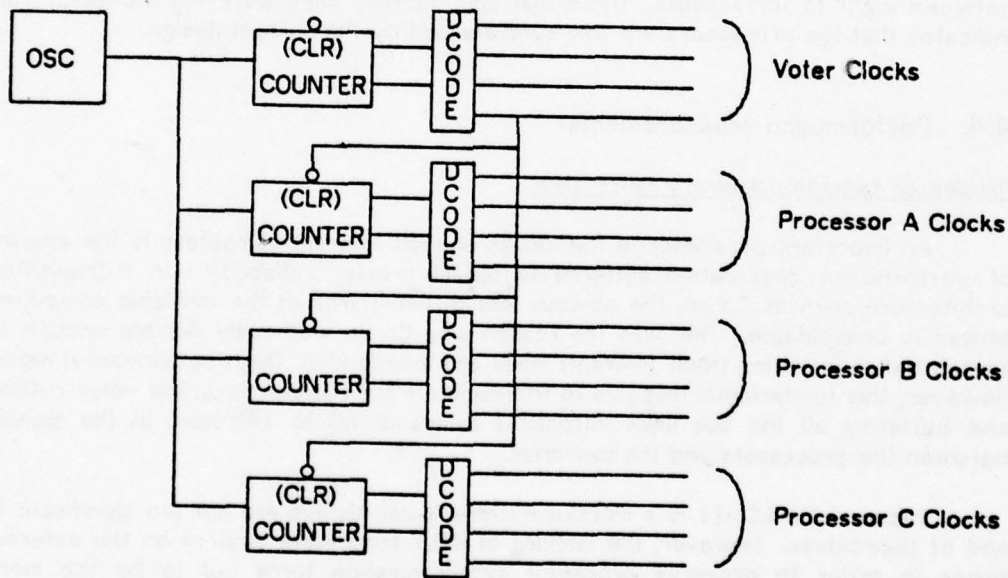 OSC
(CLR)
COUNTER
DCODE
Voter Clocks
(CLR)
COUNTER
DCODE
Processor A Clocks
(CLR)
COUNTER
DCODE
Processor B Clocks
(CLR)
COUNTER
DCODE
Processor C Clocks